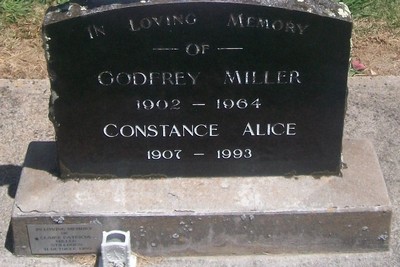 IN LOVING MEMORY
OF
GODFREY MILLER
1902 – 1964
CONSTANCE ALICE
1907 – 1993